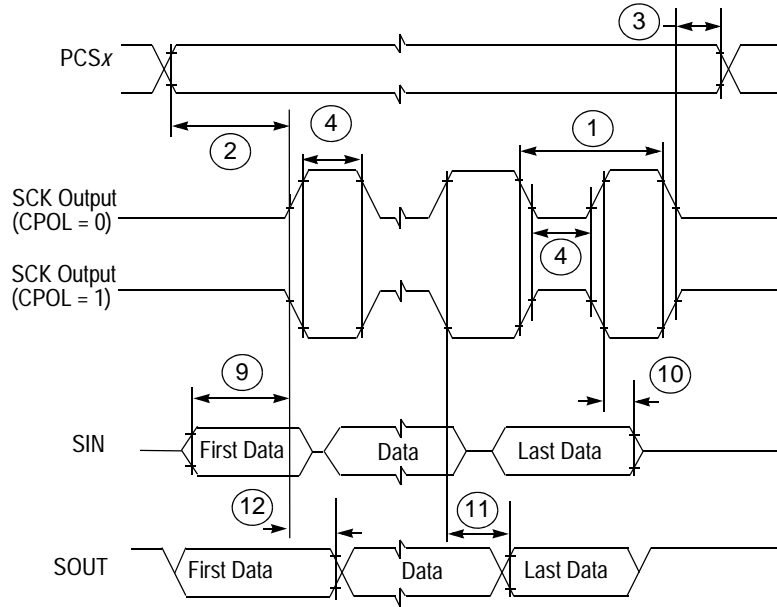 3
PCSx
2
4
1
SCK Output
(CPOL = 0)
4
SCK Output
(CPOL = 1)
9
10
SIN
First Data
Data
Last Data
12
11
SOUT
First Data
Data
Last Data